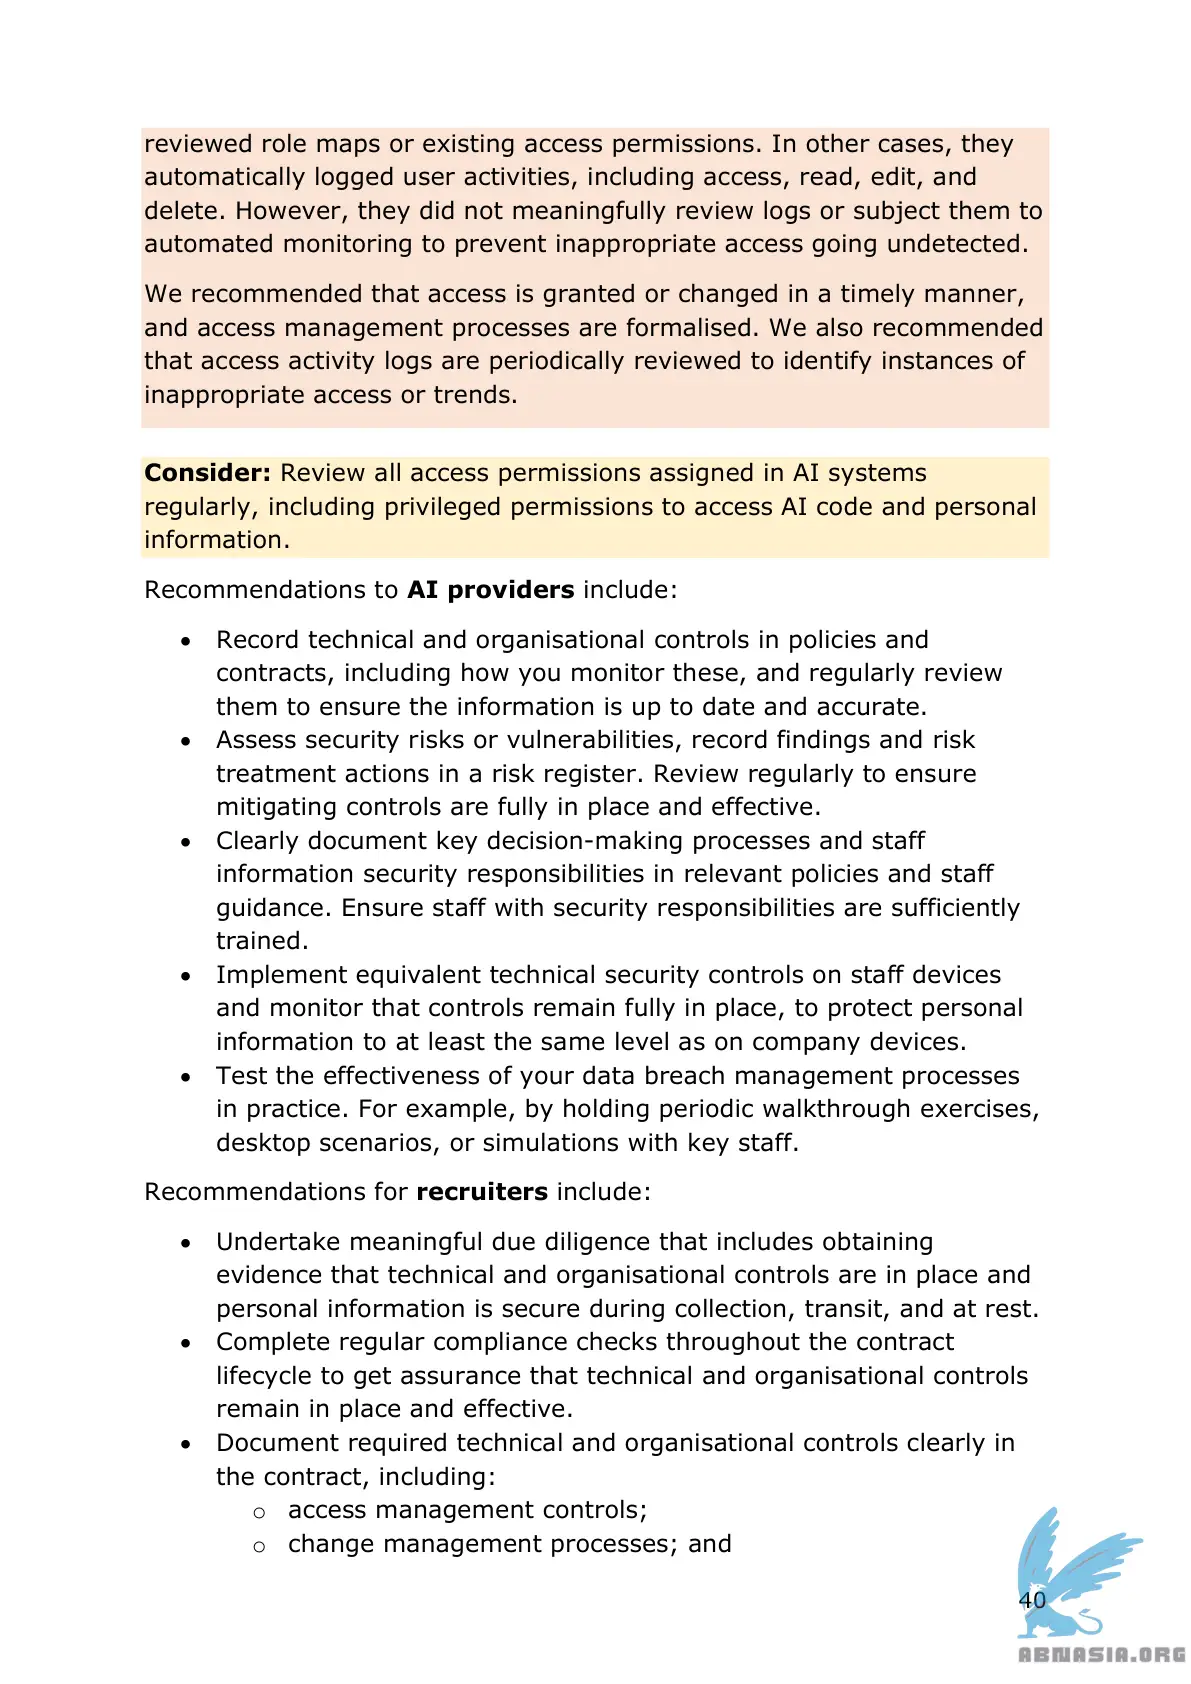 reviewed role maps or existing access permissions. In other cases, they
automatically logged user activities, including access, read, edit, and
delete. However, they did not meaningfully review logs or subject them to
automated monitoring to prevent inappropriate access going undetected.
We recommended that access is granted or changed in a timely manner,
and access management processes are formalised. We also recommended
that access activity logs are periodically reviewed to identify instances of
inappropriate access or trends.
Consider: Review all access permissions assigned in AI systems
regularly, including privileged permissions to access AI code and personal
information.
Recommendations to AI providers include:
• Record technical and organisational controls in policies and
contracts, including how you monitor these, and regularly review
them to ensure the information is up to date and accurate.
• Assess security risks or vulnerabilities, record findings and risk
treatment actions in a risk register. Review regularly to ensure
mitigating controls are fully in place and effective.
• Clearly document key decision-making processes and staff
information security responsibilities in relevant policies and staff
guidance. Ensure staff with security responsibilities are sufficiently
trained.
• Implement equivalent technical security controls on staff devices
and monitor that controls remain fully in place, to protect personal
information to at least the same level as on company devices.
• Test the effectiveness of your data breach management processes
in practice. For example, by holding periodic walkthrough exercises,
desktop scenarios, or simulations with key staff.
Recommendations for recruiters include:
• Undertake meaningful due diligence that includes obtaining
evidence that technical and organisational controls are in place and
personal information is secure during collection, transit, and at rest.
• Complete regular compliance checks throughout the contract
lifecycle to get assurance that technical and organisational controls
remain in place and effective.
• Document required technical and organisational controls clearly in
the contract, including:
o access management controls;
o change management processes; and
40
ABNASIA.ORG